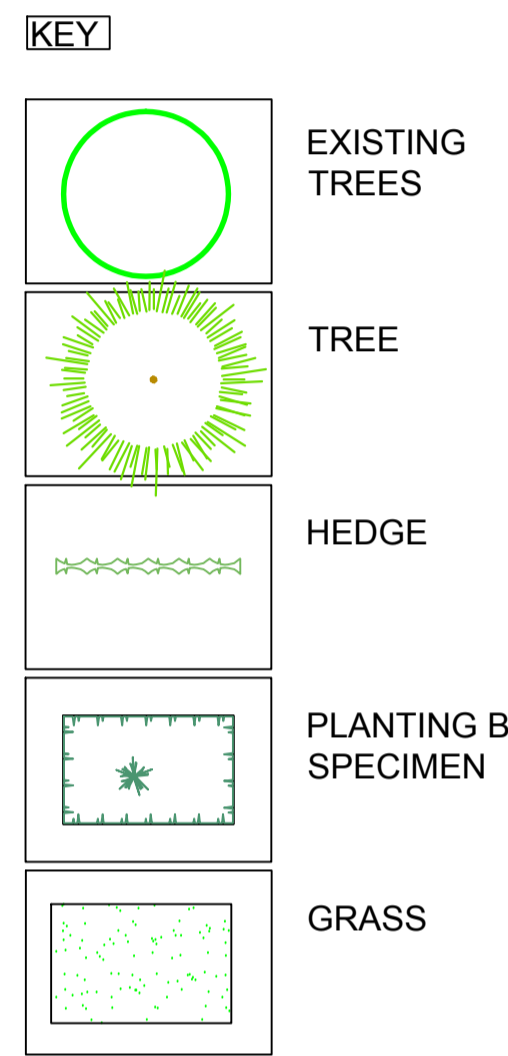 KEY
EXISTING
TREES
TREE
HEDGE
PLANTING B
SPECIMEN
GRASS